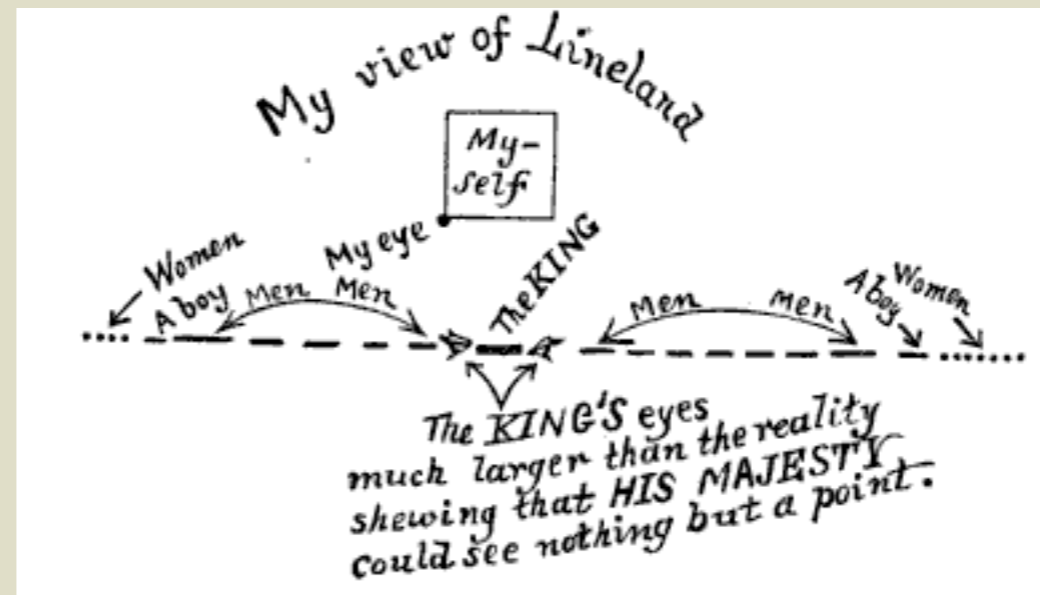 My view of Lineland
My-
self
My eye
The KING
Women
A boy
Men
Men
Men
Men
A boy
Women
The KING'S eyes
much larger than the reality
shewing that HIS MAJESTY
could see nothing but a point.